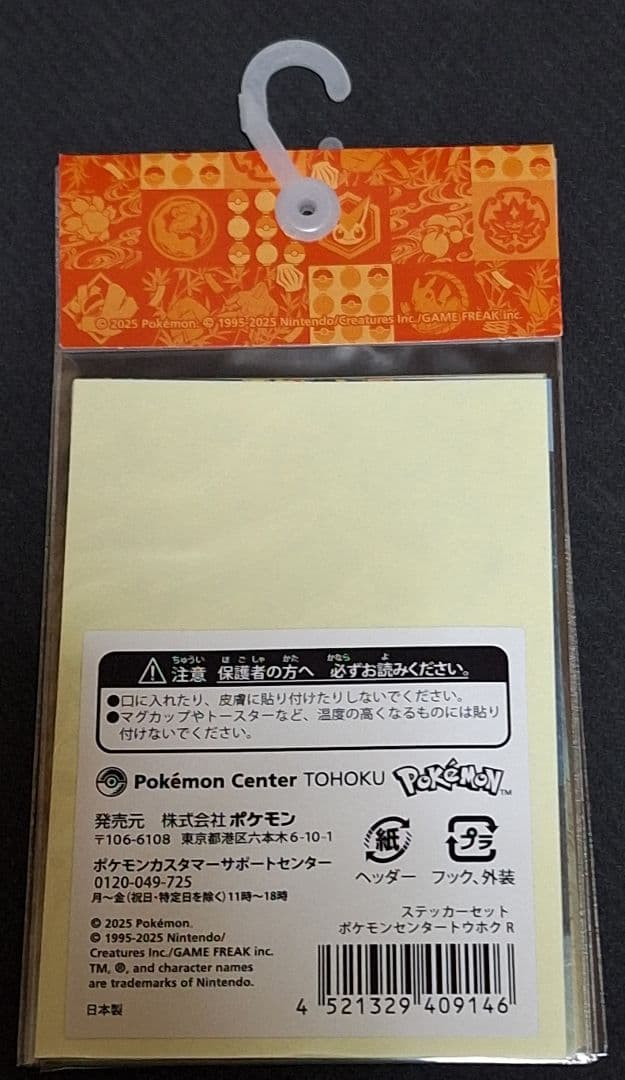 © 2025 Pokémon. © 1995-2025 Nintendo/Creatures Inc./GAME FREAK inc.
ちゅうい ほごしゃ かた かなら よ
注意 保護者の方へ 必ずお読みください。
●口に入れたり、皮膚に貼り付けたりしないでください。
●マグカップやトースターなど、温度の高くなるものには貼り
付けないでください。
Pokémon Center TOHOKU POKÉMON™
発売元 株式会社ポケモン
〒106-6108 東京都港区六本木6-10-1
ポケモンカスタマーサポートセンター
0120-049-725
月～金(祝日・特定日を除く)11時～18時
紙 プラ
ヘッダー フック、外装
© 2025 Pokémon.
© 1995-2025 Nintendo/
Creatures Inc./GAME FREAK inc.
TM, ®, and character names
are trademarks of Nintendo.
日本製
ステッカーセット
ポケモンセンタートウホク R
4 521329 409146